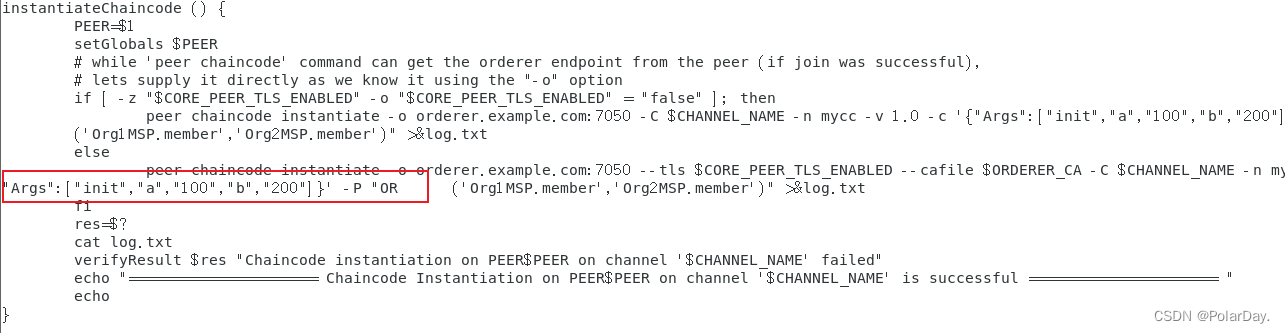 instantiateChaincode () {
PEER=$1
setGlobals $PEER
# while 'peer chaincode' command can get the orderer endpoint from the peer (if join was successful),
# lets supply it directly as we know it using the "-o" option
if [ -z "$CORE_PEER_TLS_ENABLED" -o "$CORE_PEER_TLS_ENABLED" = "false" ]; then
peer chaincode instantiate -o orderer.example.com:7050 -C $CHANNEL_NAME -n mycc -v 1.0 -c '{"Args":["init","a","100","b","200"]
('Org1MSP.member','Org2MSP.member')" >&log.txt
else
peer chaincode instantiate -o orderer.example.com:7050 --tls $CORE_PEER_TLS_ENABLED --cafile $ORDERER_CA -C $CHANNEL_NAME -n my
"Args":["init","a","100","b","200"]}' -P "OR ('Org1MSP.member','Org2MSP.member')" >&log.txt
fi
res=$?
cat log.txt
verifyResult $res "Chaincode instantiation on PEER$PEER on channel '$CHANNEL_NAME' failed"
echo "===================== Chaincode Instantiation on PEER$PEER on channel '$CHANNEL_NAME' is successful ===================== "
echo
}
CSDN @PolarDay.